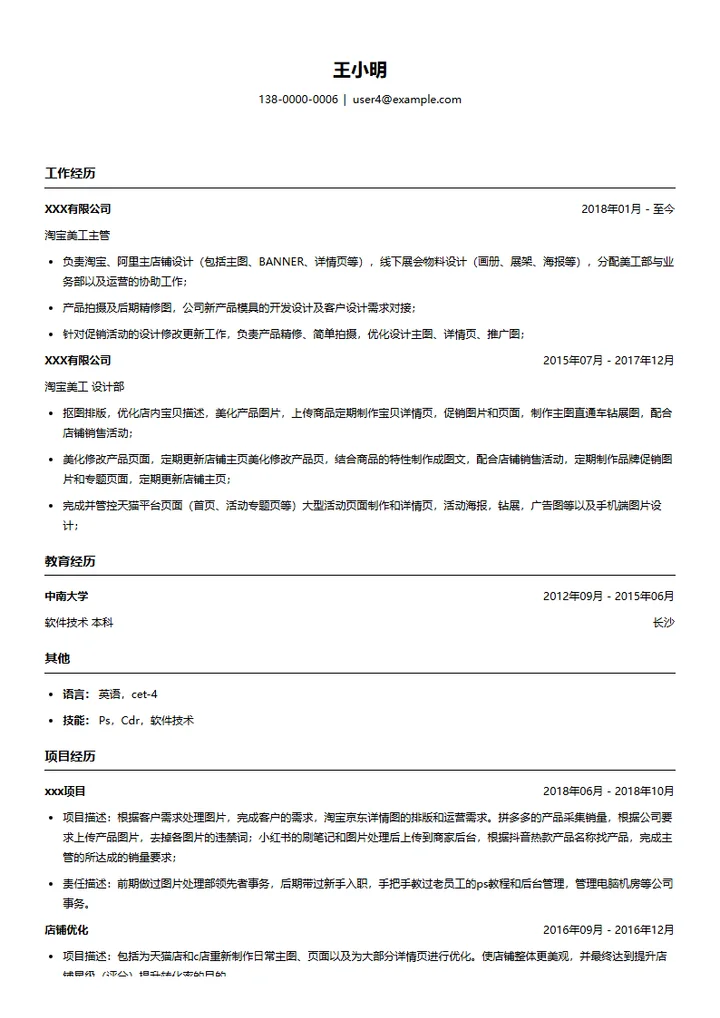 王小明
138-0000-0006 | user4@example.com
工作经历
XXX有限公司 2018年01月 - 至今
淘宝美工主管
• 负责淘宝、阿里主店铺设计（包括主图、BANNER、详情页等），线下展会物料设计（画册、展架、海报等），分配美工部与业
务部以及运营的协助工作；
• 产品拍摄及后期精修图，公司新产品模具的开发设计及客户设计需求对接；
• 针对促销活动的设计修改更新工作，负责产品精修、简单拍摄，优化设计主图、详情页、推广图；
XXX有限公司 2015年07月 - 2017年12月
淘宝美工 设计部
• 抠图排版，优化店内宝贝描述，美化产品图片，上传商品定期制作宝贝详情页，促销图片和页面，制作主图直通车钻展图，配合
店铺销售活动；
• 美化修改产品页面，定期更新店铺主页美化修改产品页，结合商品的特性制作成图文，配合店铺销售活动，定期制作品牌促销图
片和专题页面，定期更新店铺主页；
• 完成并管控天猫平台页面（首页、活动专题页等）大型活动页面制作和详情页，活动海报，钻展，广告图等以及手机端图片设
计；
教育经历
中南大学 2012年09月 - 2015年06月
软件技术 本科 长沙
其他
• 语言： 英语，cet-4
• 技能： Ps，Cdr，软件技术
项目经历
xxx项目 2018年06月 - 2018年10月
• 项目描述：根据客户需求处理图片，完成客户的需求，淘宝京东详情图的排版和运营需求。拼多多的产品采集销量，根据公司要
求上传产品图片，去掉各图片的违禁词；小红书的刷笔记和图片处理后上传到商家后台，根据抖音热款产品名称找产品，完成主
管的所达成的销量要求；
• 责任描述：前期做过图片处理部领先者事务，后期带过新手入职，手把手教过老员工的ps教程和后台管理，管理电脑机房等公司
事务。
店铺优化 2016年09月 - 2016年12月
• 项目描述：包括为天猫店和c店重新制作日常主图、页面以及为大部分详情页进行优化。使店铺整体更美观，并最终达到提升店
铺星级（评分）提升转化率的目的